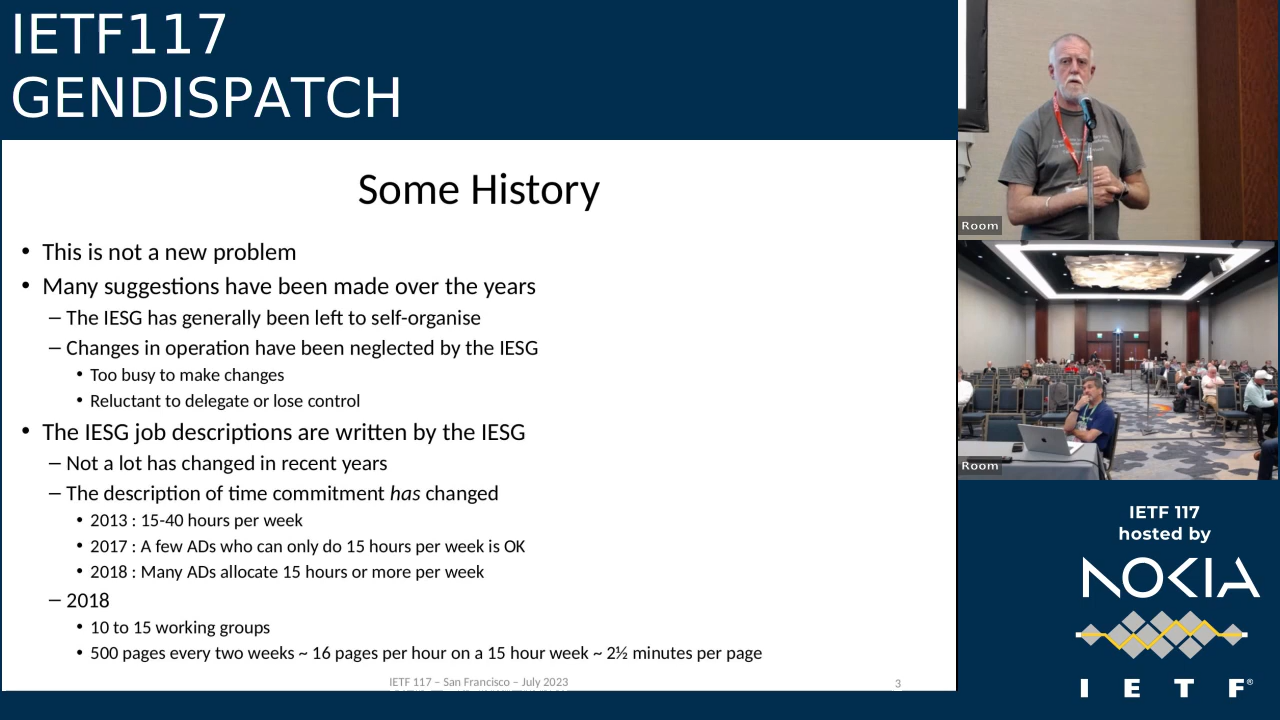 IETF117
GENDISPATCH
Some History
• This is not a new problem
• Many suggestions have been made over the years
– The IESG has generally been left to self-organise
– Changes in operation have been neglected by the IESG
• Too busy to make changes
• Reluctant to delegate or lose control
• The IESG job descriptions are written by the IESG
– Not a lot has changed in recent years
– The description of time commitment has changed
• 2013 : 15-40 hours per week
• 2017 : A few ADs who can only do 15 hours per week is OK
• 2018 : Many ADs allocate 15 hours or more per week
– 2018
• 10 to 15 working groups
• 500 pages every two weeks ~ 16 pages per hour on a 15 hour week ~ 2½ minutes per page
IETF 117 – San Francisco – July 2023
3
Room
Room
IETF 117
hosted by
NOKIA
I E T F®